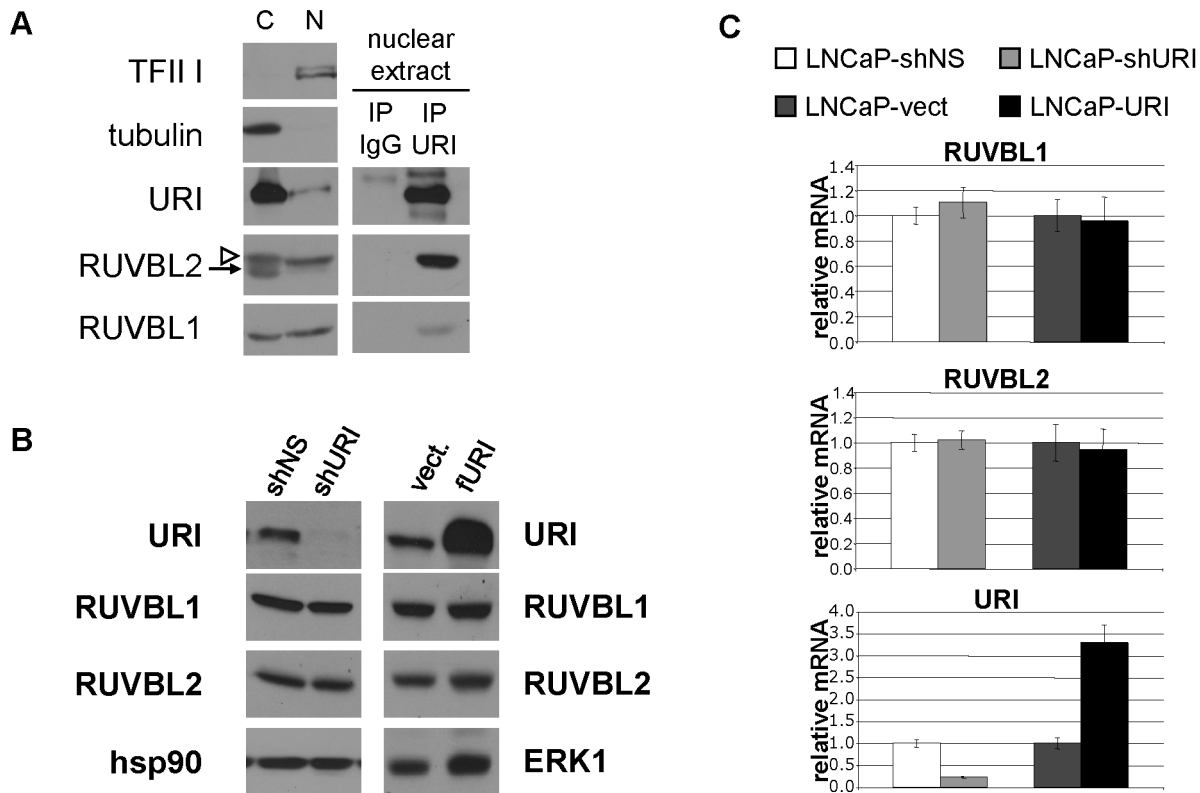 A
C N
nuclear
extract
TFII I
tubulin
IP IP
IgG URI
URI
RUVBL2
RUVBL1
B
shNS shURI vect. fURI
URI URI
RUVBL1 RUVBL1
RUVBL2 RUVBL2
hsp90 ERK1
C
LNCaP-shNS LNCaP-shURI
LNCaP-vect LNCaP-URI
RUVBL1
relative mRNA
1.4
1.2
1.0
0.8
0.6
0.4
0.2
0.0
RUVBL2
relative mRNA
1.4
1.2
1.0
0.8
0.6
0.4
0.2
0.0
URI
relative mRNA
4.0
3.5
3.0
2.5
2.0
1.5
1.0
0.5
0.0